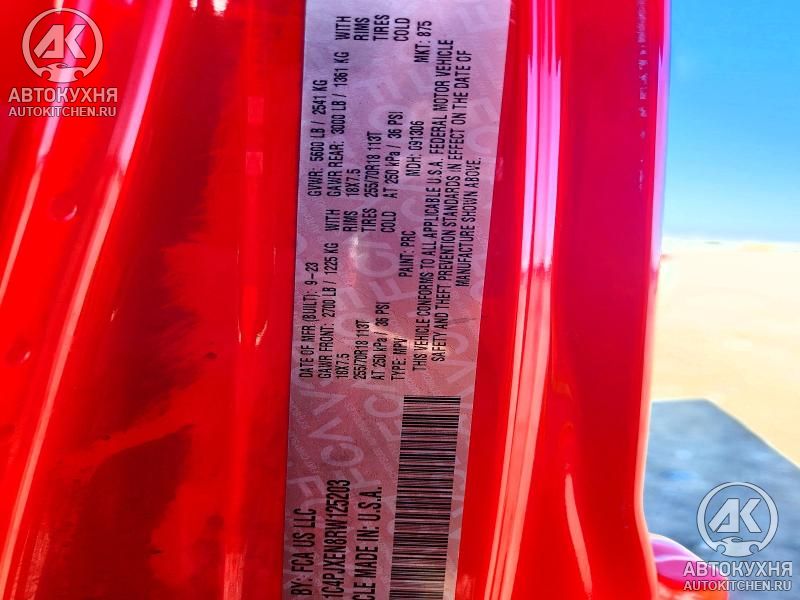 АВТОКУХНЯ
AUTOKITCHEN.RU
BY: FCA US LLC
DATE OF MFR (BUILT): 9-23
GVWR: 5600 LB / 2541 KG
GAWR FRONT: 2700 LB / 1225 KG WITH
GAWR REAR: 3000 LB / 1361 KG WITH
18X7.5 RIMS
18X7.5 RIMS
255/70R18 113T TIRES
255/70R18 113T TIRES
AT 250 kPa / 36 PSI COLD
AT 250 kPa / 36 PSI COLD
1C4PJXEN8RW125203
TYPE: MPV
PAINT: PRC
MDH: 091306
MKT: 875
CLE MADE IN: U.S.A.
THIS VEHICLE CONFORMS TO ALL APPLICABLE U.S.A. FEDERAL MOTOR VEHICLE
SAFETY AND THEFT PREVENTION STANDARDS IN EFFECT ON THE DATE OF
MANUFACTURE SHOWN ABOVE.
АВТОКУХНЯ
AUTOKITCHEN.RU